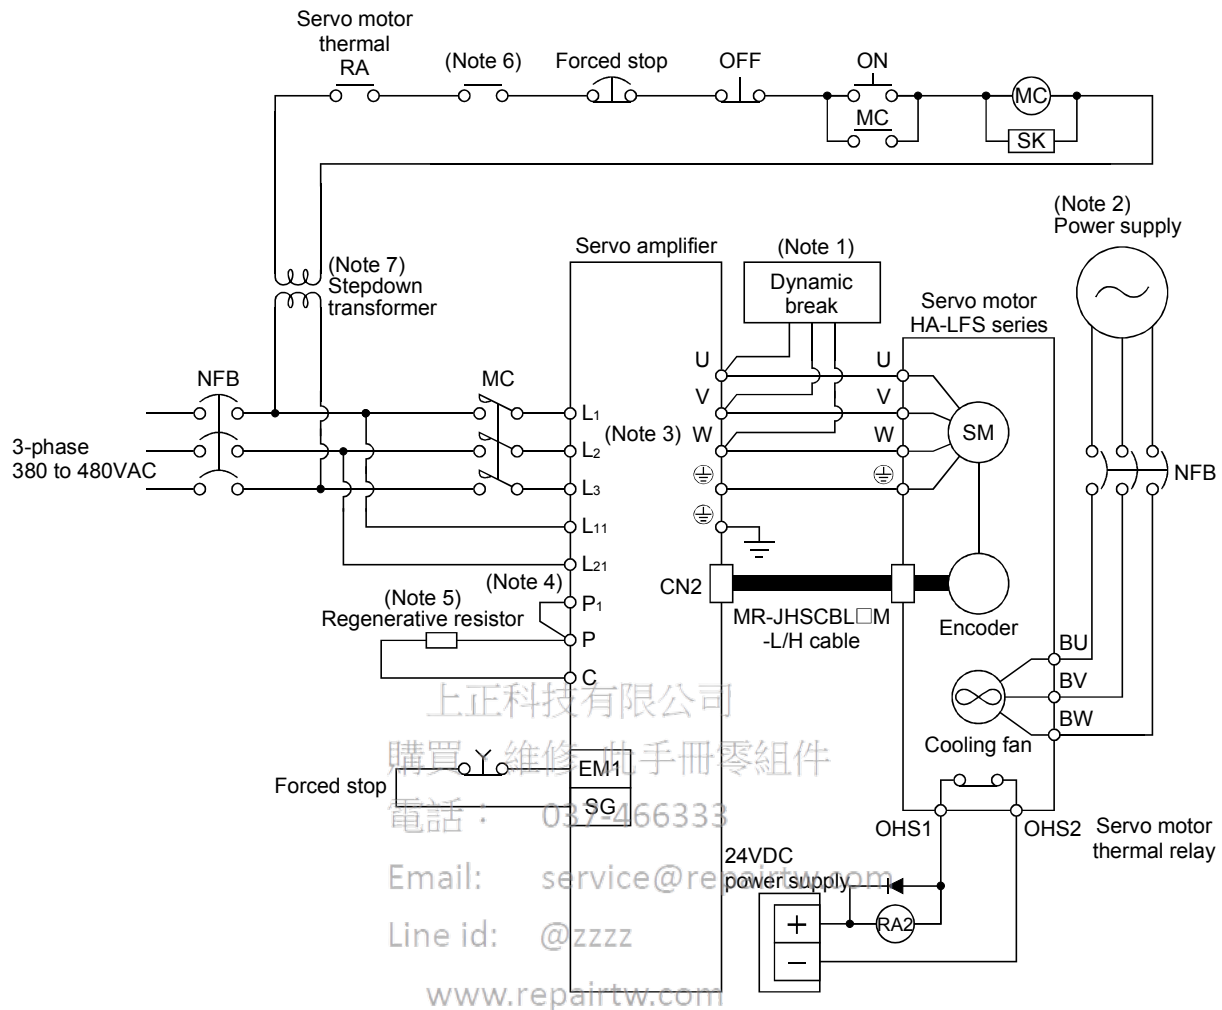 Servo motor
thermal
RA
(Note 6)
Forced stop
OFF
ON
MC
MC
SK
(Note 2)
Power supply
Servo amplifier
(Note 1)
Dynamic
break
(Note 7)
Stepdown
transformer
Servo motor
HA-LFS series
NFB
MC
U
U
V
V
3-phase
380 to 480VAC
L1
L2
L3
L11
L21
(Note 3)
W
W
SM
NFB
(Note 4)
P1
P
C
(Note 5)
Regenerative resistor
CN2
MR-JHSCBL□M
-L/H cable
Encoder
BU
BV
BW
Cooling fan
上正科技有限公司
購買、維修 此手冊零組件
電話： 037-466333
Email: service@repairtw.com
Line id: @zzzz
www.repairtw.com
Forced stop
EM1
SG
OHS1
OHS2
Servo motor
thermal relay
24VDC
power supply
+
−
RA2